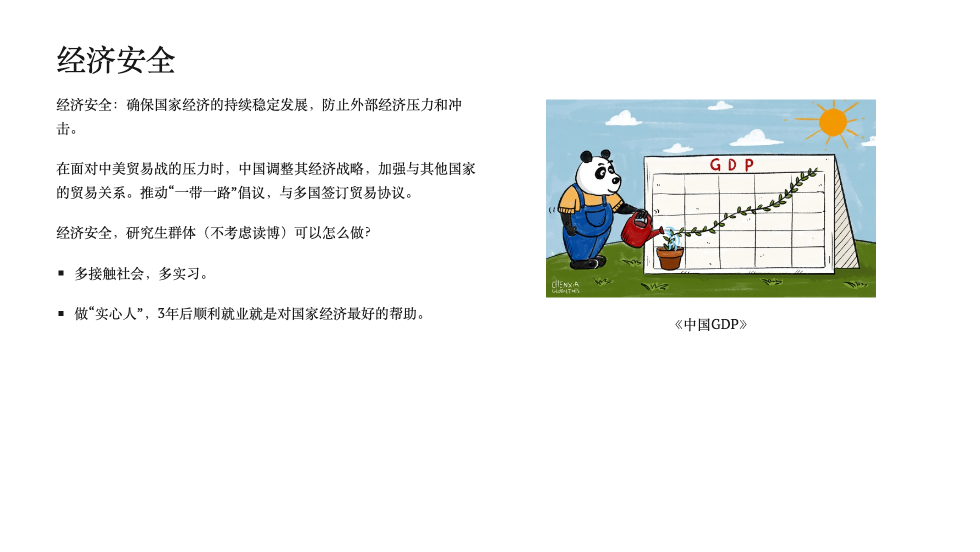 经济安全
经济安全：确保国家经济的持续稳定发展，防止外部经济压力和冲
击。
在面对中美贸易战的压力时，中国调整其经济战略，加强与其他国家
的贸易关系。推动“一带一路”倡议，与多国签订贸易协议。
经济安全，研究生群体（不考虑读博）可以怎么做？
▪ 多接触社会，多实习。
▪ 做“实心人”，3年后顺利就业就是对国家经济最好的帮助。
GDP
CHENXIA
GLOBALTIMES
《中国GDP》